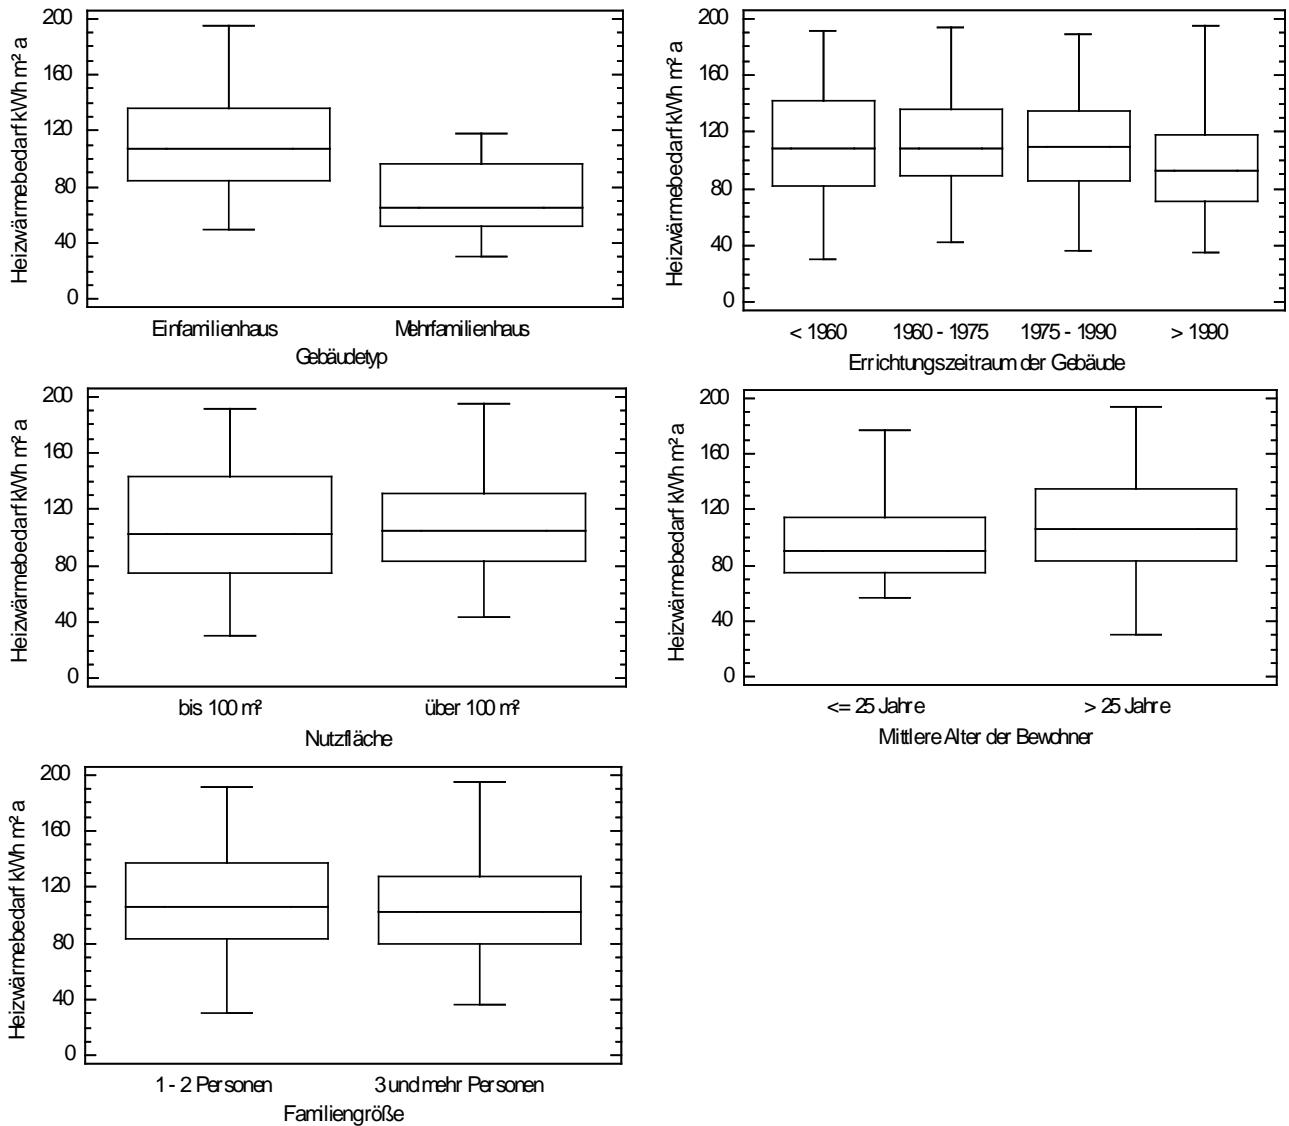 200
160
120
80
40
0
Heizwärmebedarf kWh m² a
Einfamilienhaus Mehrfamilienhaus
Gebäudetyp
200
160
120
80
40
0
Heizwärmebedarf kWh m² a
< 1960 1960 - 1975 1975 - 1990 > 1990
Errichtungszeitraum der Gebäude
200
160
120
80
40
0
Heizwärmebedarf kWh m² a
bis 100 m² über 100 m²
Nutzfläche
200
160
120
80
40
0
Heizwärmebedarf kWh m² a
<= 25 Jahre > 25 Jahre
Mittlere Alter der Bewohner
200
160
120
80
40
0
Heizwärmebedarf kWh m² a
1 - 2 Personen 3 und mehr Personen
Familiengröße